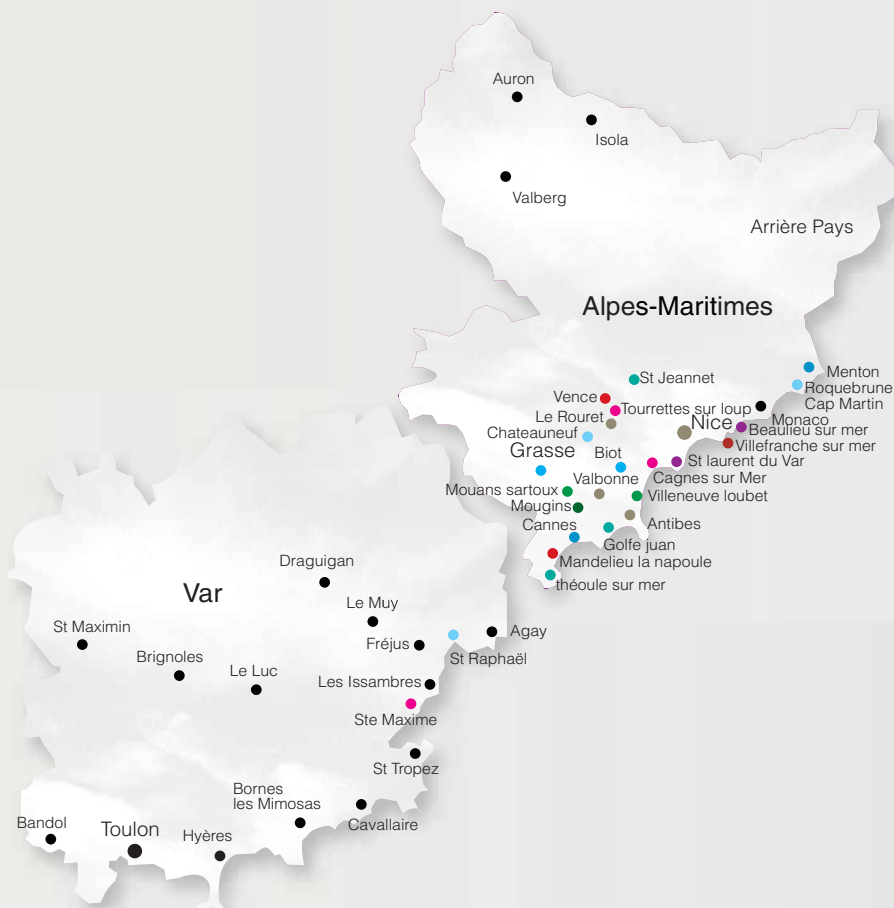 Auron
Isola
Valberg
Arrière Pays
Alpes-Maritimes
Menton
St Jeannet
Roquebrune
Cap Martin
Vence
Tourrettes sur loup
Le Rouret
Monaco
Nice
Beaulieu sur mer
Chateauneuf
Villefranche sur mer
Grasse
Biot
St laurent du Var
Cagnes sur Mer
Valbonne
Mouans sartoux
Villeneuve loubet
Mougins
Cannes
Antibes
Golfe juan
Mandelieu la napoule
théoule sur mer
Draguigan
Var
Le Muy
St Maximin
Agay
Fréjus
St Raphaël
Brignoles
Le Luc
Les Issambres
Ste Maxime
St Tropez
Bornes
les Mimosas
Cavallaire
Bandol
Toulon
Hyères